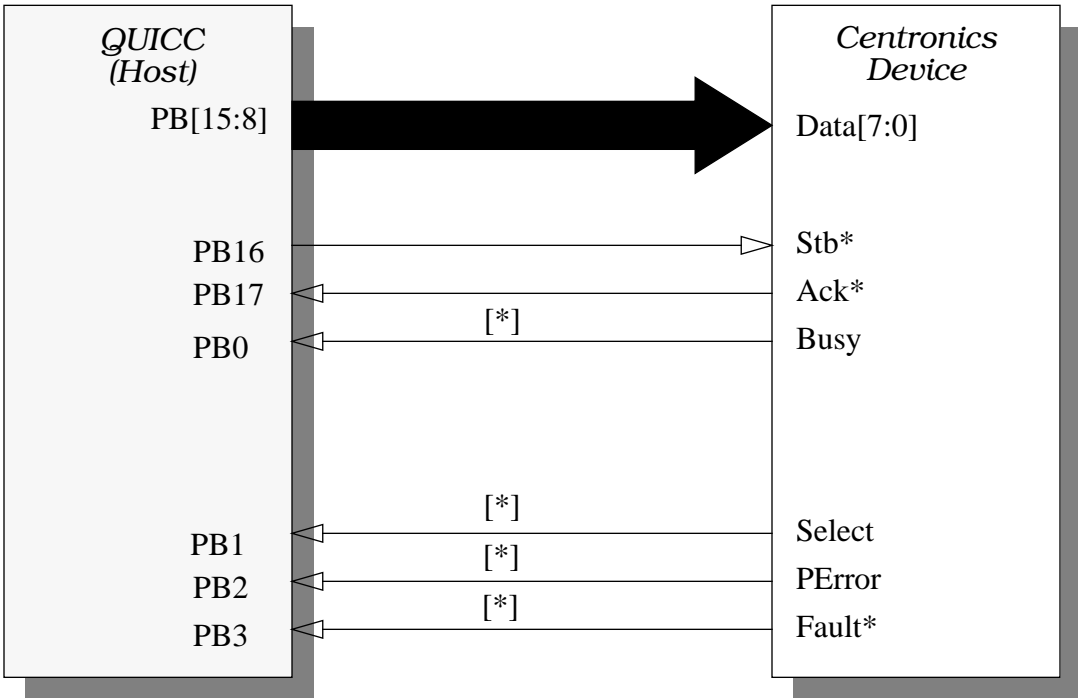 QUICC
(Host)
Centronics
Device
PB[15:8]
Data[7:0]
PB16
Stb*
PB17
Ack*
[*]
PB0
Busy
[*]
PB1
Select
[*]
PB2
PError
[*]
PB3
Fault*